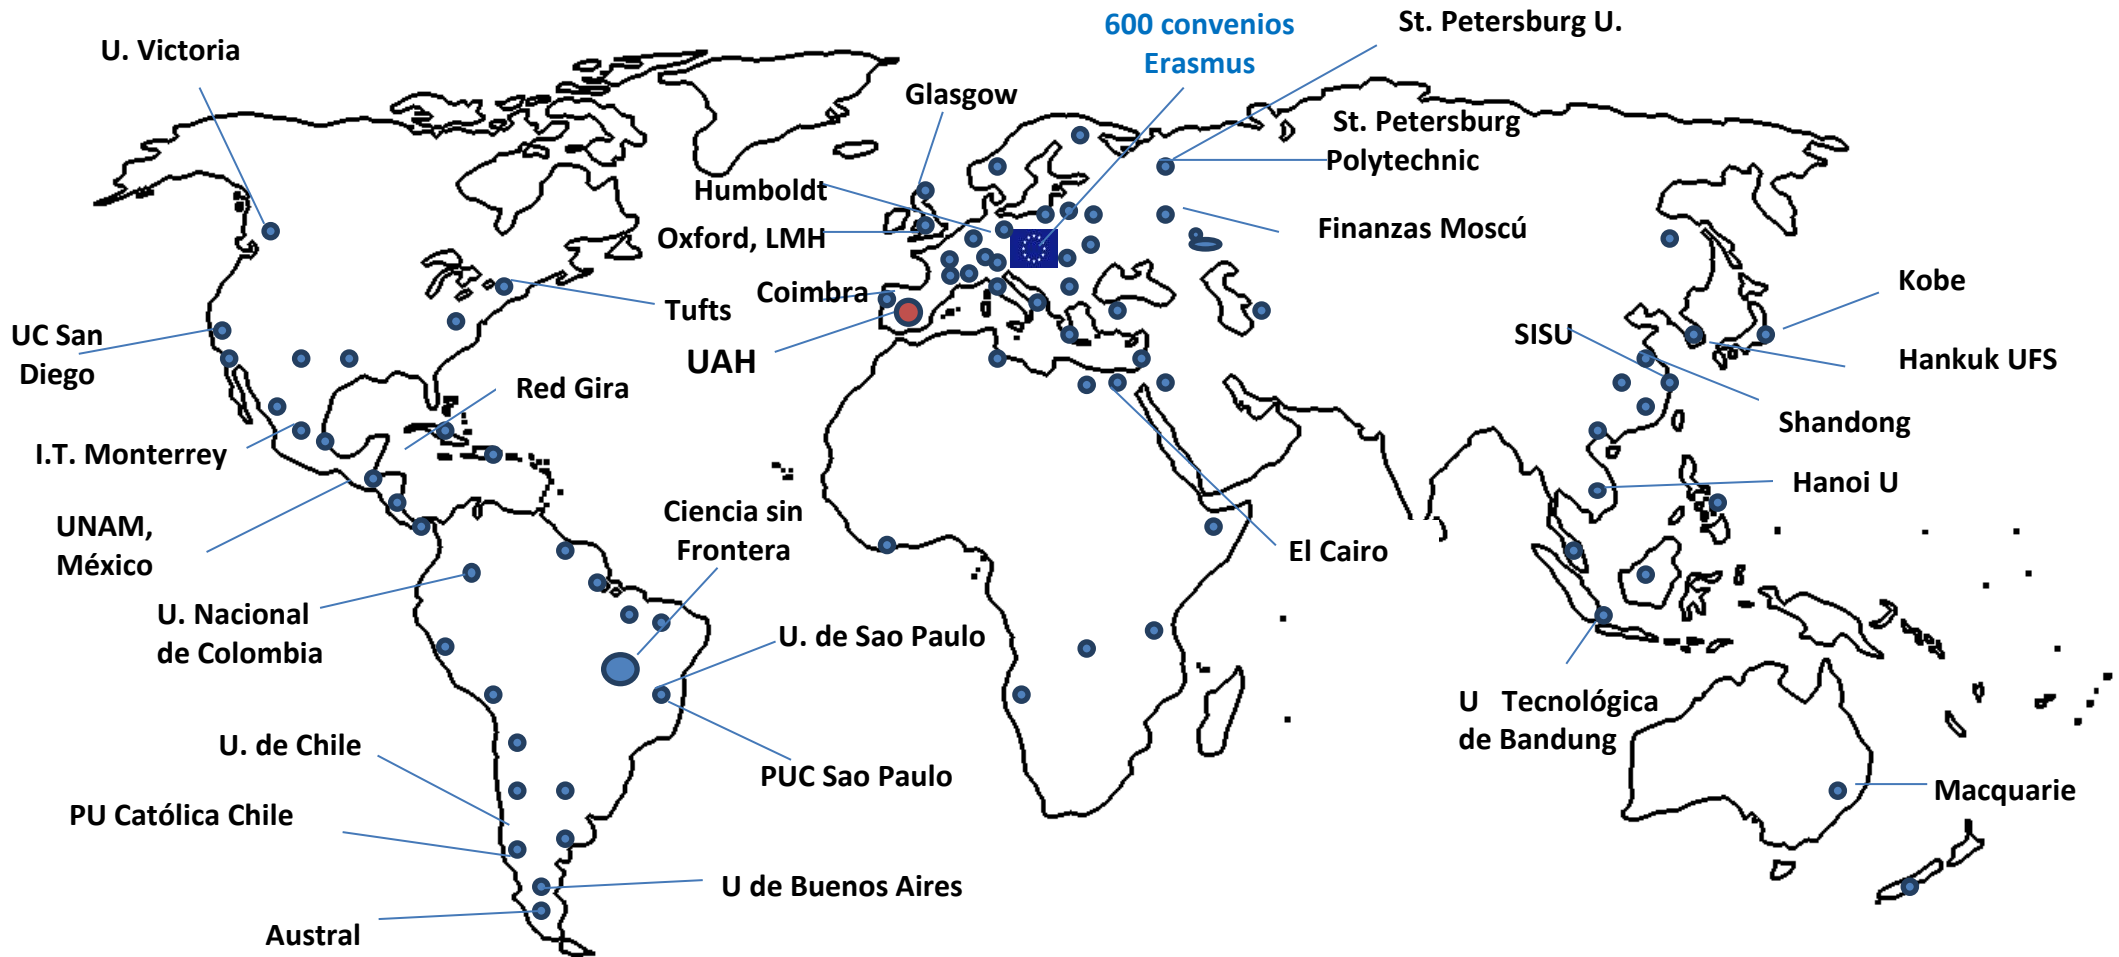 600 convenios
Erasmus
St. Petersburg U.
U. Victoria
Glasgow
St. Petersburg
Polytechnic
Humboldt
Oxford, LMH
Finanzas Moscú
Coimbra
Tufts
UAH
Kobe
SISU
Hankuk UFS
UC San
Diego
Red Gira
Shandong
I.T. Monterrey
Hanoi U
UNAM,
México
Ciencia sin
Frontera
El Cairo
U. Nacional
de Colombia
U. de Sao Paulo
U Tecnológica
de Bandung
U. de Chile
PUC Sao Paulo
Macquarie
PU Católica Chile
U de Buenos Aires
Austral